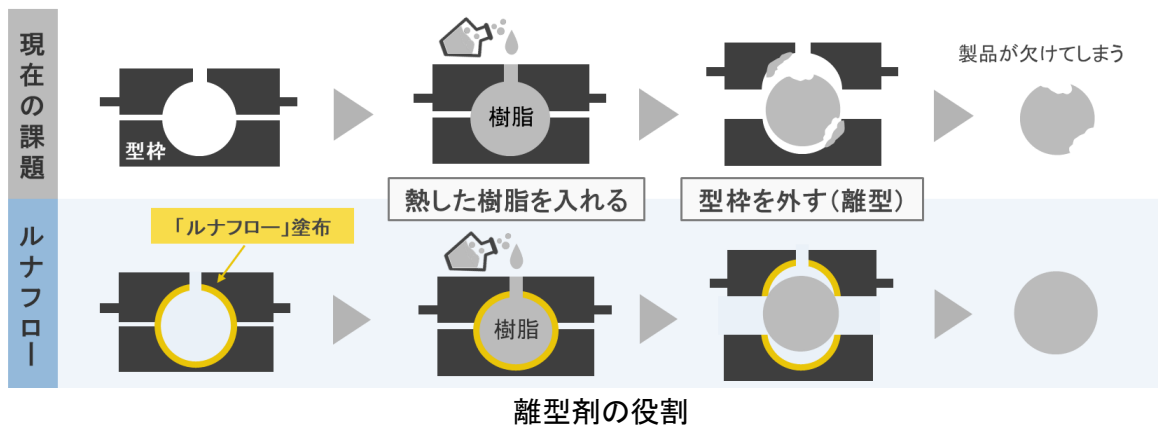 現在の課題
型枠
樹脂
製品が欠けてしまう
熱した樹脂を入れる
型枠を外す（離型）
ルナフロー
「ルナフロー」塗布
樹脂
離型剤の役割